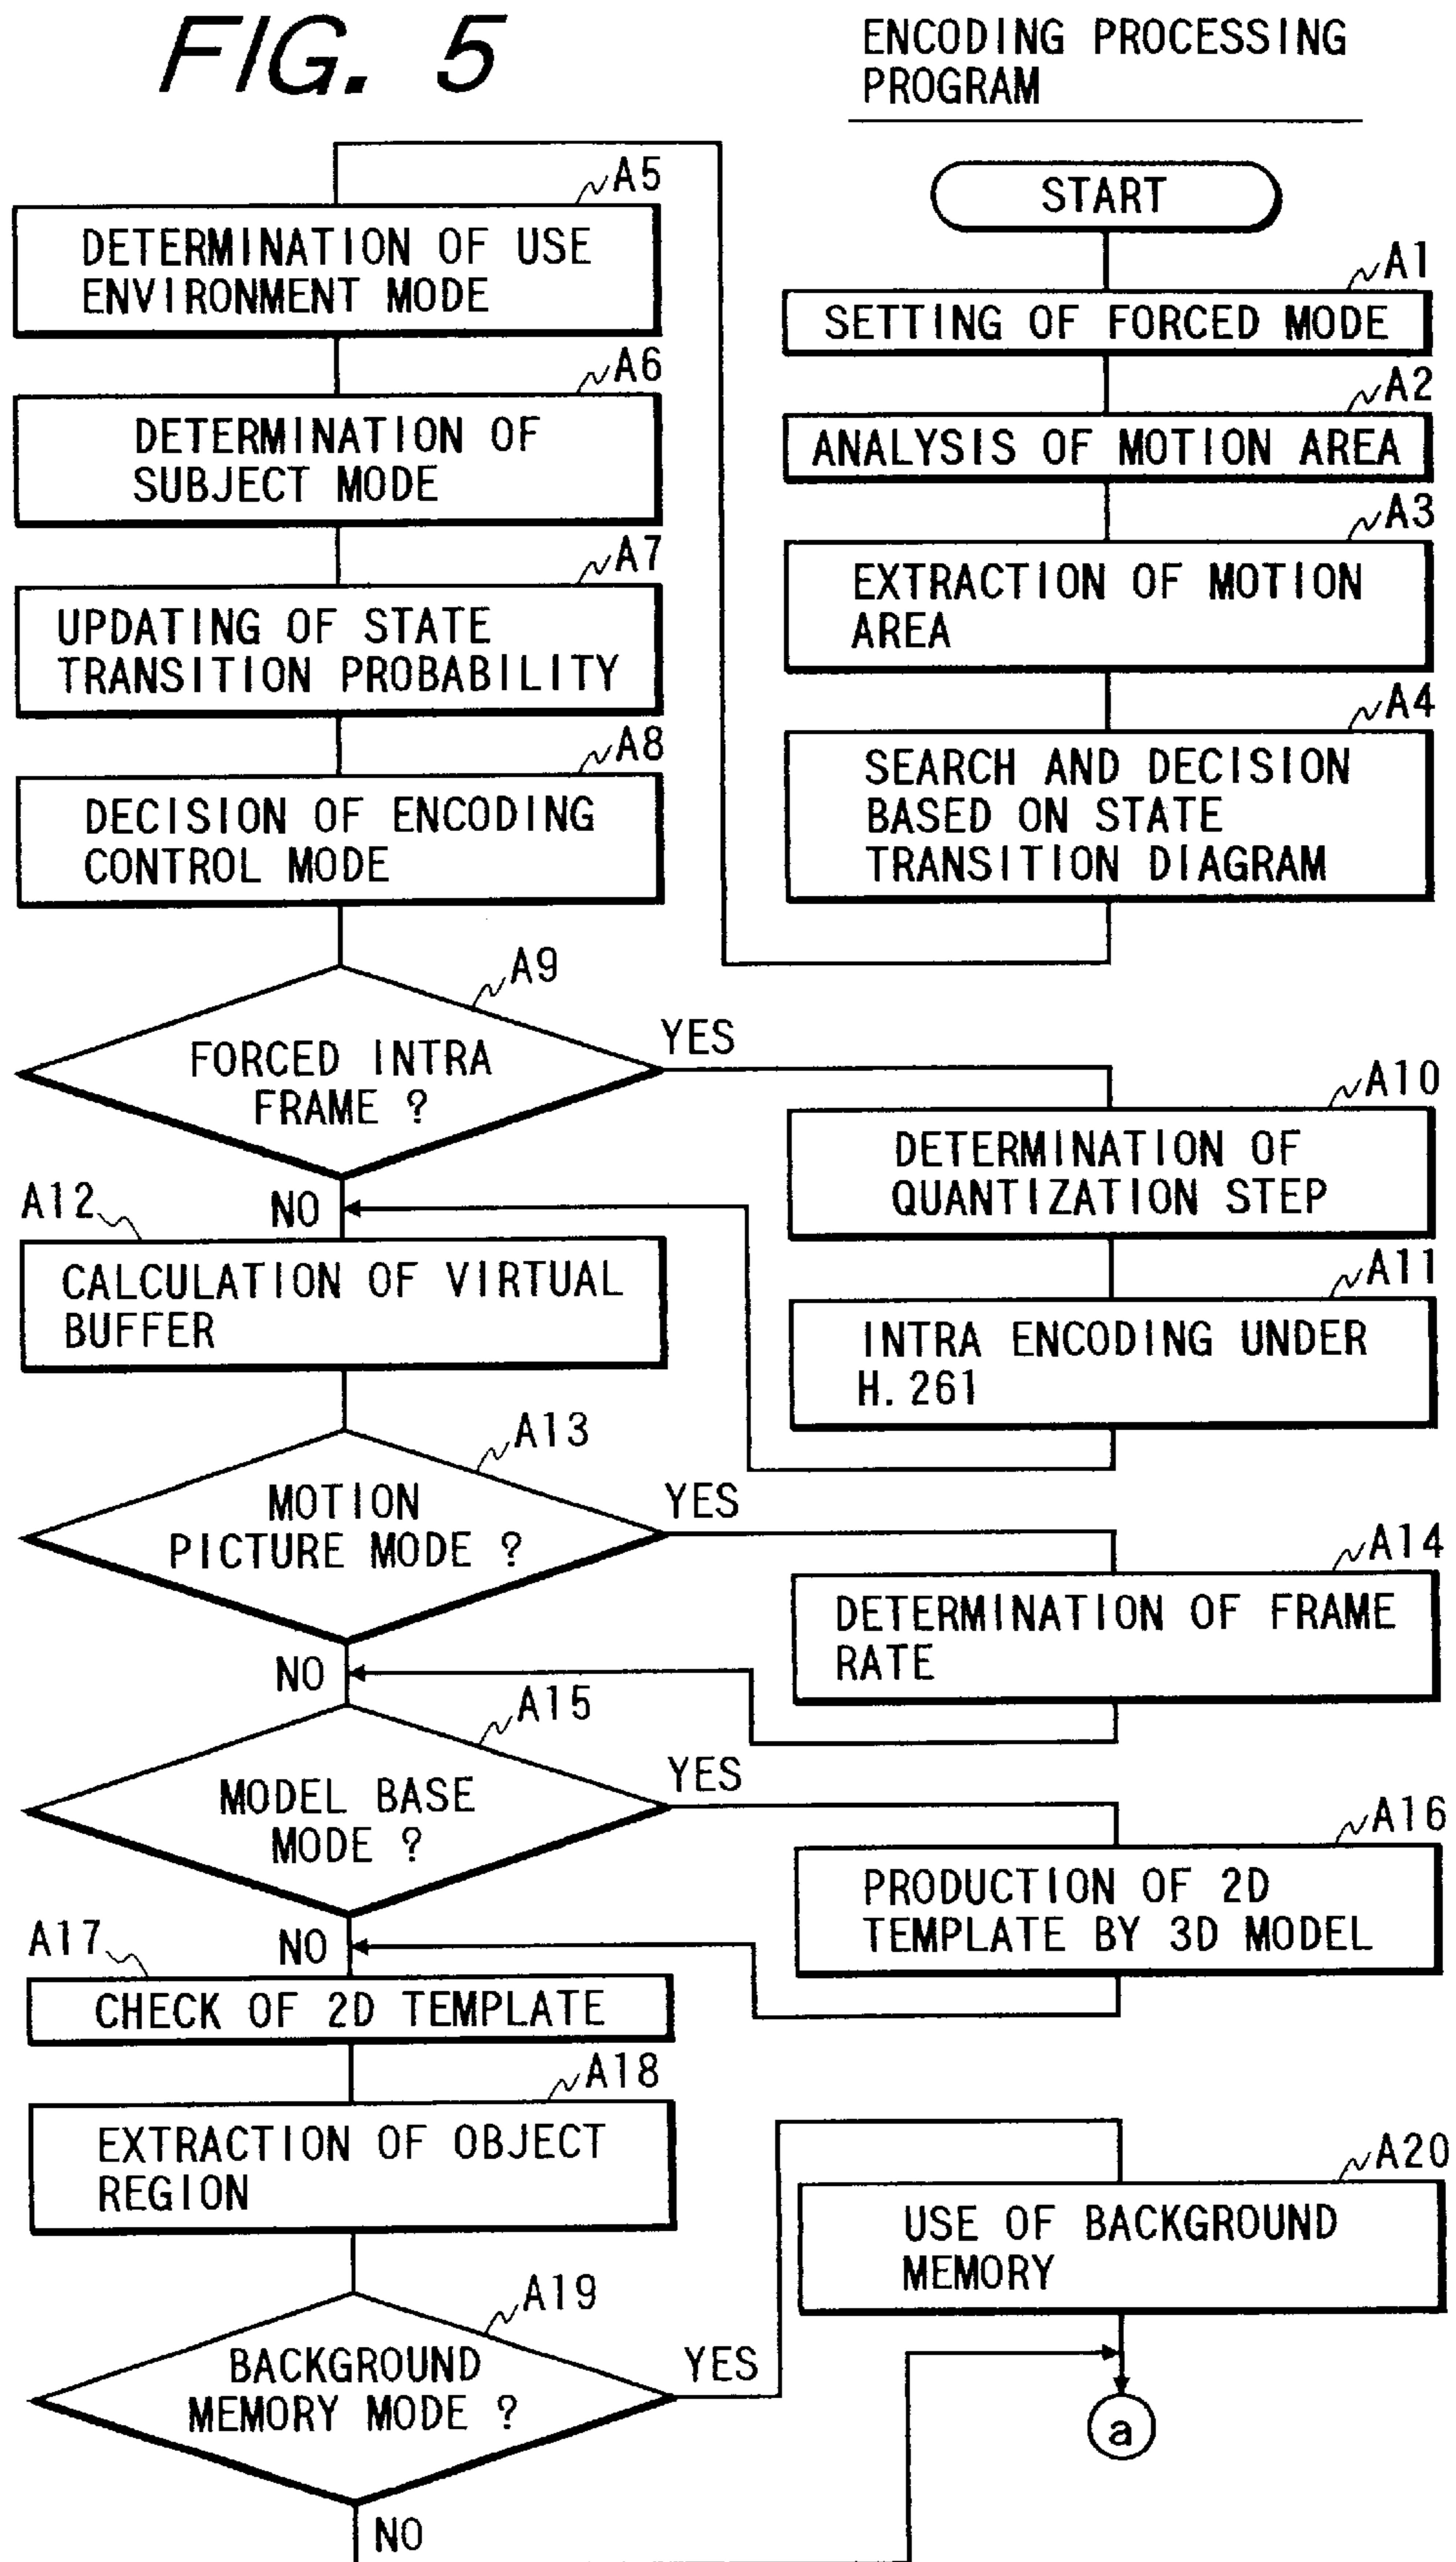 FIG. 5
ENCODING PROCESSING
PROGRAM
START
A1
SETTING OF FORCED MODE
A2
ANALYSIS OF MOTION AREA
A3
EXTRACTION OF MOTION
AREA
A4
SEARCH AND DECISION
BASED ON STATE
TRANSITION DIAGRAM
A5
DETERMINATION OF USE
ENVIRONMENT MODE
A6
DETERMINATION OF
SUBJECT MODE
A7
UPDATING OF STATE
TRANSITION PROBABILITY
A8
DECISION OF ENCODING
CONTROL MODE
A9
FORCED INTRA
FRAME ?
YES
NO
A10
DETERMINATION OF
QUANTIZATION STEP
A11
INTRA ENCODING UNDER
H.261
A12
CALCULATION OF VIRTUAL
BUFFER
A13
MOTION
PICTURE MODE ?
YES
NO
A14
DETERMINATION OF FRAME
RATE
A15
MODEL BASE
MODE ?
YES
NO
A16
PRODUCTION OF 2D
TEMPLATE BY 3D MODEL
A17
CHECK OF 2D TEMPLATE
A18
EXTRACTION OF OBJECT
REGION
A19
BACKGROUND
MEMORY MODE ?
YES
NO
A20
USE OF BACKGROUND
MEMORY
a